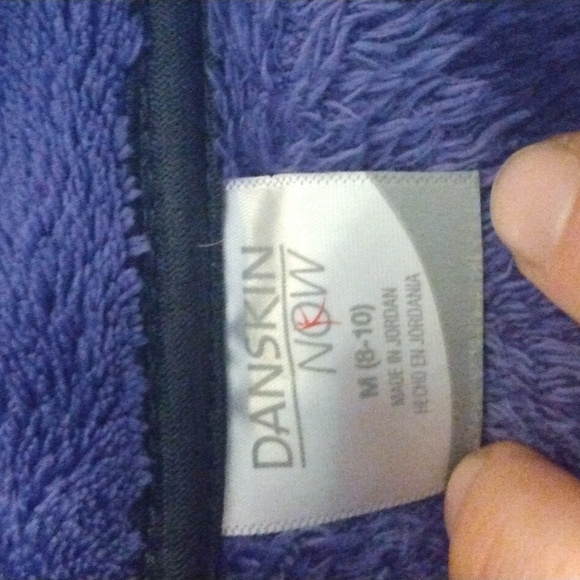 DANSKIN
NOW
R
M (8-10)
MADE IN JORDAN
HECHO EN JORDANIA